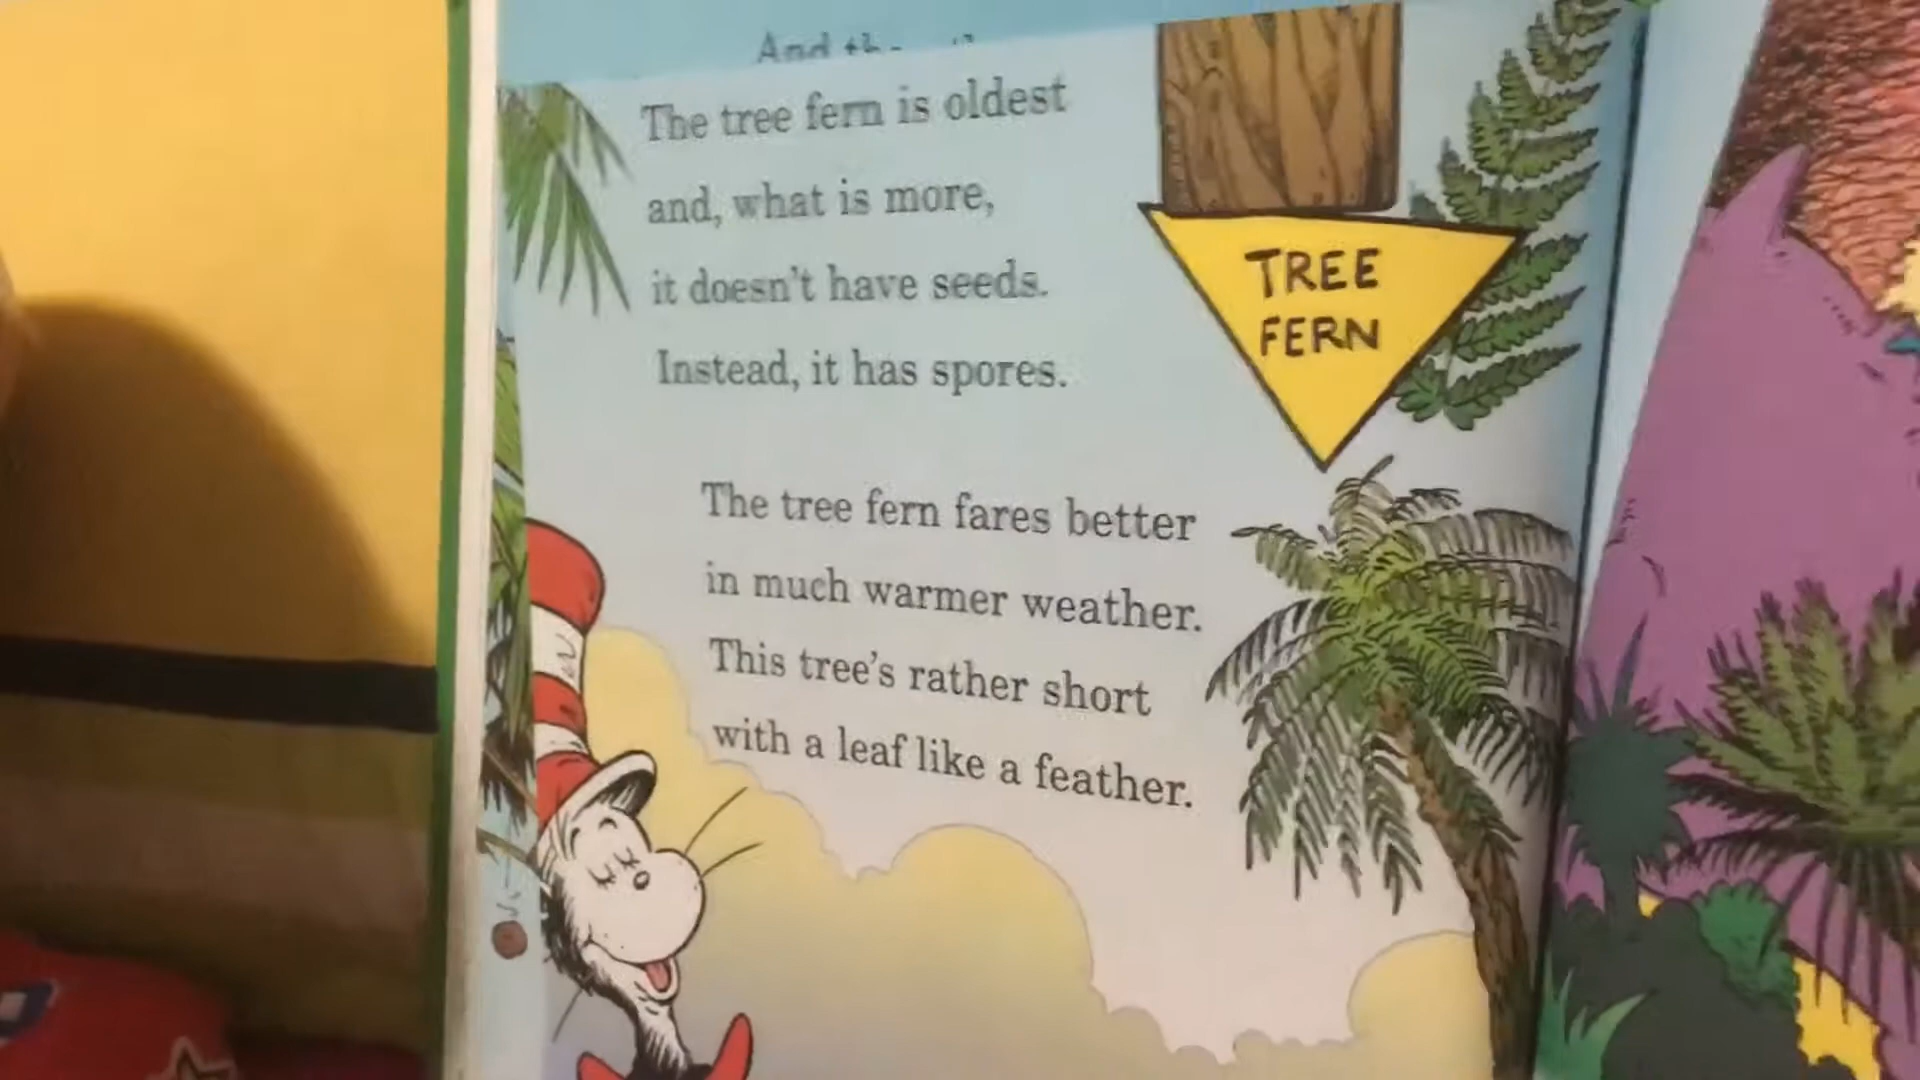 And
The tree fern is oldest
and, what is more,
it doesn't have seeds.
Instead, it has spores.
TREE
FERN
The tree fern fares better
in much warmer weather.
This tree's rather short
with a leaf like a feather.